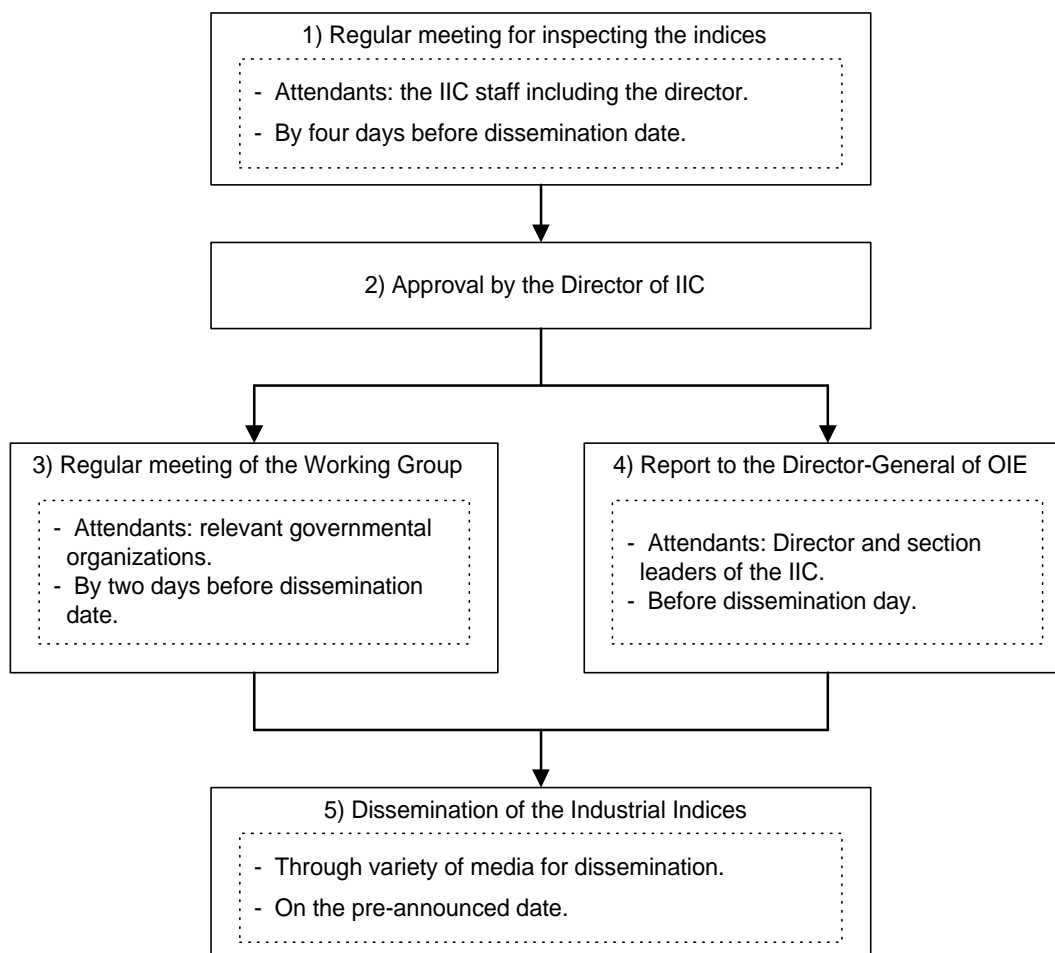 1) Regular meeting for inspecting the indices
- Attendants: the IIC staff including the director.
- By four days before dissemination date.
2) Approval by the Director of IIC
3) Regular meeting of the Working Group
- Attendants: relevant governmental
organizations.
- By two days before dissemination
date.
4) Report to the Director-General of OIE
- Attendants: Director and section
leaders of the IIC.
- Before dissemination day.
5) Dissemination of the Industrial Indices
- Through variety of media for dissemination.
- On the pre-announced date.